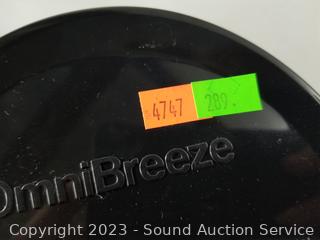 4747 289.
OmniBreeze
Copyright 2023 - Sound Auction Service